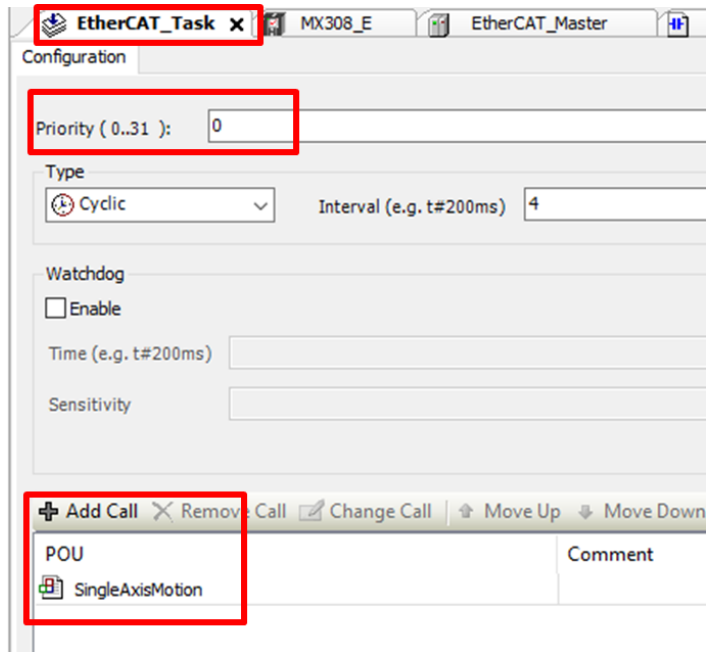 EtherCAT_Task MX308_E EtherCAT_Master
Configuration
Priority ( 0..31 ): 0
Type
Cyclic Interval (e.g. t#200ms) 4
Watchdog
Enable
Time (e.g. t#200ms)
Sensitivity
Add Call Remove Call Change Call Move Up Move Down
POU Comment
SingleAxisMotion